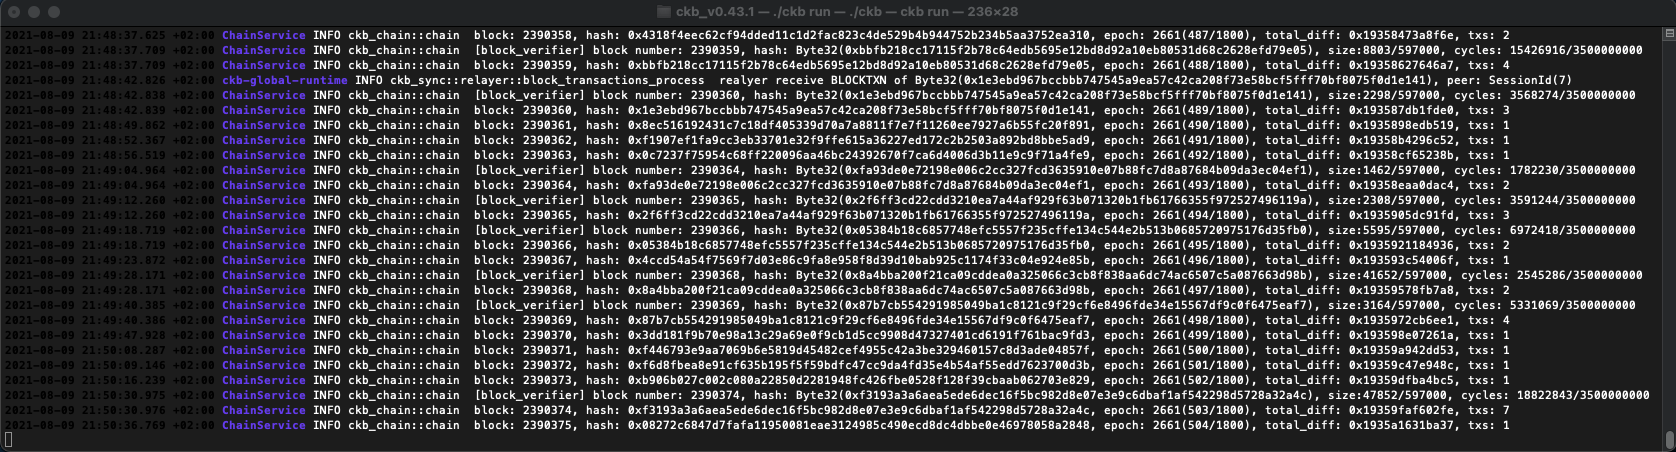 ckb_v0.43.1 — ./ckb run — ./ckb — ckb run — 236×28
2021-08-09 21:48:37.625 +02:00 ChainService INFO ckb_chain::chain  block: 2390358, hash: 0x4318f4eec62cf94dded11c1d2fac823c4de529b4b944752b234b5aa3752ea310, epoch: 2661(487/1800), total_diff: 0x19358473a8f6e, txs: 2
2021-08-09 21:48:37.709 +02:00 ChainService INFO ckb_chain::chain  [block_verifier] block number: 2390359, hash: Byte32(0xbbfb218cc17115f2b78c64edb5695e12bd8d92a10eb80531d68c2628efd79e05), size:8803/597000, cycles: 15426916/3500000000
2021-08-09 21:48:37.709 +02:00 ChainService INFO ckb_chain::chain  block: 2390359, hash: 0xbbfb218cc17115f2b78c64edb5695e12bd8d92a10eb80531d68c2628efd79e05, epoch: 2661(488/1800), total_diff: 0x19358627646a7, txs: 4
2021-08-09 21:48:42.826 +02:00 ckb-global-runtime INFO ckb_sync::relayer::block_transactions_process  realyer receive BLOCKTXN of Byte32(0x1e3ebd967bccbbb747545a9ea57c42ca208f73e58bcf5fff70bf8075f0d1e141), peer: SessionId(7)
2021-08-09 21:48:42.838 +02:00 ChainService INFO ckb_chain::chain  [block_verifier] block number: 2390360, hash: Byte32(0x1e3ebd967bccbbb747545a9ea57c42ca208f73e58bcf5fff70bf8075f0d1e141), size:2298/597000, cycles: 3568274/3500000000
2021-08-09 21:48:42.839 +02:00 ChainService INFO ckb_chain::chain  block: 2390360, hash: 0x1e3ebd967bccbbb747545a9ea57c42ca208f73e58bcf5fff70bf8075f0d1e141, epoch: 2661(489/1800), total_diff: 0x193587db1fde0, txs: 3
2021-08-09 21:48:49.862 +02:00 ChainService INFO ckb_chain::chain  block: 2390361, hash: 0x8ec516192431c7c18df405339d70a7a8811f7e7f11260ee7927a6b55fc20f891, epoch: 2661(490/1800), total_diff: 0x1935898edb519, txs: 1
2021-08-09 21:48:52.367 +02:00 ChainService INFO ckb_chain::chain  block: 2390362, hash: 0xf1907ef1fa9cc3eb33701e32f9ffe615a36227ed172c2b2503a892bd8bbe5ad9, epoch: 2661(491/1800), total_diff: 0x19358b4296c52, txs: 1
2021-08-09 21:48:56.519 +02:00 ChainService INFO ckb_chain::chain  block: 2390363, hash: 0x0c7237f75954c68ff220096aa46bc24392670f7ca6d4006d3b11e9c9f71a4fe9, epoch: 2661(492/1800), total_diff: 0x19358cf65238b, txs: 1
2021-08-09 21:49:04.964 +02:00 ChainService INFO ckb_chain::chain  [block_verifier] block number: 2390364, hash: Byte32(0xfa93de0e72198e006c2cc327fcd3635910e07b88fc7d8a87684b09da3ec04ef1), size:1462/597000, cycles: 1782230/3500000000
2021-08-09 21:49:04.964 +02:00 ChainService INFO ckb_chain::chain  block: 2390364, hash: 0xfa93de0e72198e006c2cc327fcd3635910e07b88fc7d8a87684b09da3ec04ef1, epoch: 2661(493/1800), total_diff: 0x19358eaa0dac4, txs: 2
2021-08-09 21:49:12.260 +02:00 ChainService INFO ckb_chain::chain  [block_verifier] block number: 2390365, hash: Byte32(0x2f6ff3cd22cdd3210ea7a44af929f63b071320b1fb61766355f972527496119a), size:2308/597000, cycles: 3591244/3500000000
2021-08-09 21:49:12.260 +02:00 ChainService INFO ckb_chain::chain  block: 2390365, hash: 0x2f6ff3cd22cdd3210ea7a44af929f63b071320b1fb61766355f972527496119a, epoch: 2661(494/1800), total_diff: 0x1935905dc91fd, txs: 3
2021-08-09 21:49:18.719 +02:00 ChainService INFO ckb_chain::chain  [block_verifier] block number: 2390366, hash: Byte32(0x05384b18c6857748efc5557f235cffe134c544e2b513b0685720975176d35fb0), size:5595/597000, cycles: 6972418/3500000000
2021-08-09 21:49:18.719 +02:00 ChainService INFO ckb_chain::chain  block: 2390366, hash: 0x05384b18c6857748efc5557f235cffe134c544e2b513b0685720975176d35fb0, epoch: 2661(495/1800), total_diff: 0x1935921184936, txs: 2
2021-08-09 21:49:23.872 +02:00 ChainService INFO ckb_chain::chain  block: 2390367, hash: 0x4ccd54a54f7569f7d03e86c9fa8e958f8d39d10bab925c1174f33c04e924e85b, epoch: 2661(496/1800), total_diff: 0x193593c54006f, txs: 1
2021-08-09 21:49:28.171 +02:00 ChainService INFO ckb_chain::chain  [block_verifier] block number: 2390368, hash: Byte32(0x8a4bba200f21ca09cddea0a325066c3cb8f838aa6dc74ac6507c5a087663d98b), size:41652/597000, cycles: 2545286/3500000000
2021-08-09 21:49:28.171 +02:00 ChainService INFO ckb_chain::chain  block: 2390368, hash: 0x8a4bba200f21ca09cddea0a325066c3cb8f838aa6dc74ac6507c5a087663d98b, epoch: 2661(497/1800), total_diff: 0x19359578fb7a8, txs: 2
2021-08-09 21:49:40.385 +02:00 ChainService INFO ckb_chain::chain  [block_verifier] block number: 2390369, hash: Byte32(0x87b7cb554291985049ba1c8121c9f29cf6e8496fde34e15567df9c0f6475eaf7), size:3164/597000, cycles: 5331069/3500000000
2021-08-09 21:49:40.386 +02:00 ChainService INFO ckb_chain::chain  block: 2390369, hash: 0x87b7cb554291985049ba1c8121c9f29cf6e8496fde34e15567df9c0f6475eaf7, epoch: 2661(498/1800), total_diff: 0x1935972cb6ee1, txs: 4
2021-08-09 21:49:47.928 +02:00 ChainService INFO ckb_chain::chain  block: 2390370, hash: 0x3dd181f9b70e98a13c29a69e0f9cb1d5cc9908d47327401cd6191f761bac9fd3, epoch: 2661(499/1800), total_diff: 0x193598e07261a, txs: 1
2021-08-09 21:50:08.287 +02:00 ChainService INFO ckb_chain::chain  block: 2390371, hash: 0xf446793e9aa7069b6e5819d45482cef4955c42a3be329460157c8d3ade04857f, epoch: 2661(500/1800), total_diff: 0x19359a942dd53, txs: 1
2021-08-09 21:50:09.146 +02:00 ChainService INFO ckb_chain::chain  block: 2390372, hash: 0xf6d8fbea8e91cf635b195f5f59bdfc47cc9da4fd35e4b54af55edd7623700d3b, epoch: 2661(501/1800), total_diff: 0x19359c47e948c, txs: 1
2021-08-09 21:50:16.239 +02:00 ChainService INFO ckb_chain::chain  block: 2390373, hash: 0xb906b027c002c080a22850d2281948fc426fbe0528f128f39cbaab062703e829, epoch: 2661(502/1800), total_diff: 0x19359dfba4bc5, txs: 1
2021-08-09 21:50:30.975 +02:00 ChainService INFO ckb_chain::chain  [block_verifier] block number: 2390374, hash: Byte32(0xf3193a3a6aea5ede6dec16f5bc982d8e07e3e9c6dbaf1af542298d5728a32a4c), size:47852/597000, cycles: 18822843/3500000000
2021-08-09 21:50:30.976 +02:00 ChainService INFO ckb_chain::chain  block: 2390374, hash: 0xf3193a3a6aea5ede6dec16f5bc982d8e07e3e9c6dbaf1af542298d5728a32a4c, epoch: 2661(503/1800), total_diff: 0x19359faf602fe, txs: 7
2021-08-09 21:50:36.769 +02:00 ChainService INFO ckb_chain::chain  block: 2390375, hash: 0x08272c6847d7fafa11950081eae3124985c490ecd8dc4dbbe0e46978058a2848, epoch: 2661(504/1800), total_diff: 0x1935a1631ba37, txs: 1